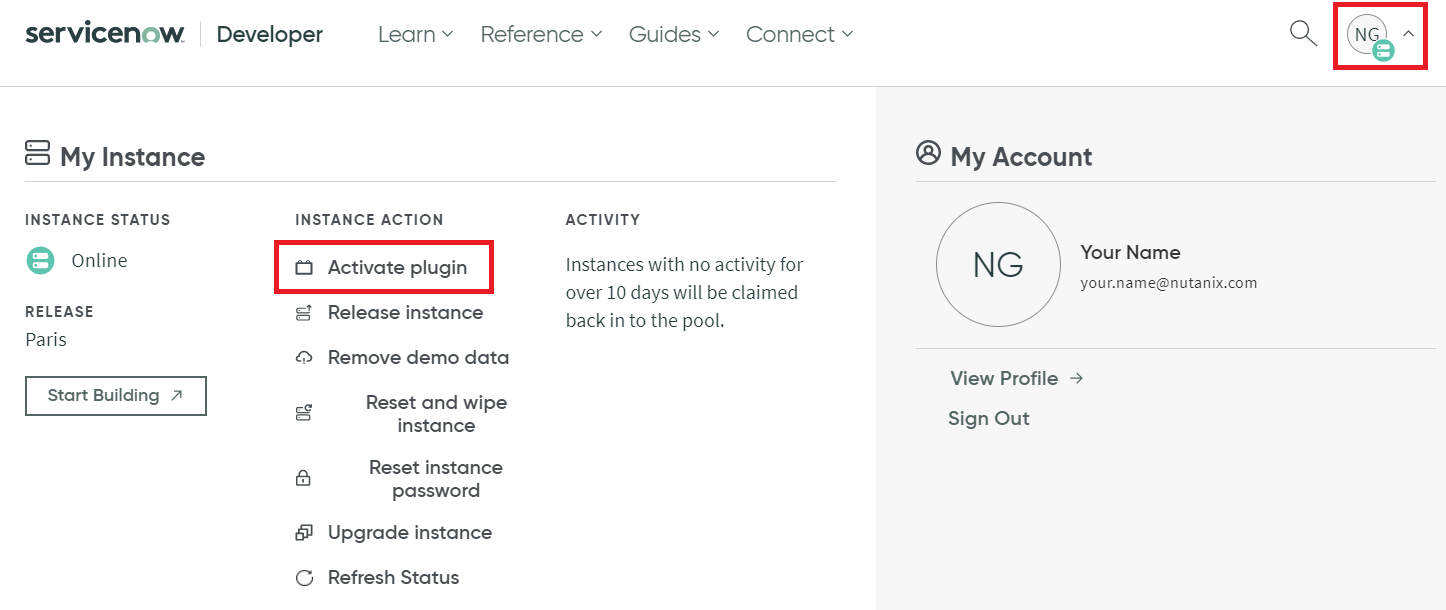 servicenow Developer Learn Reference Guides Connect NG
My Instance
INSTANCE STATUS
Online
RELEASE
Paris
Start Building
INSTANCE ACTION
Activate plugin
Release instance
Remove demo data
Reset and wipe
instance
Reset instance
password
Upgrade instance
Refresh Status
ACTIVITY
Instances with no activity for
over 10 days will be claimed
back in to the pool.
My Account
NG
Your Name
your.name@nutanix.com
View Profile
Sign Out